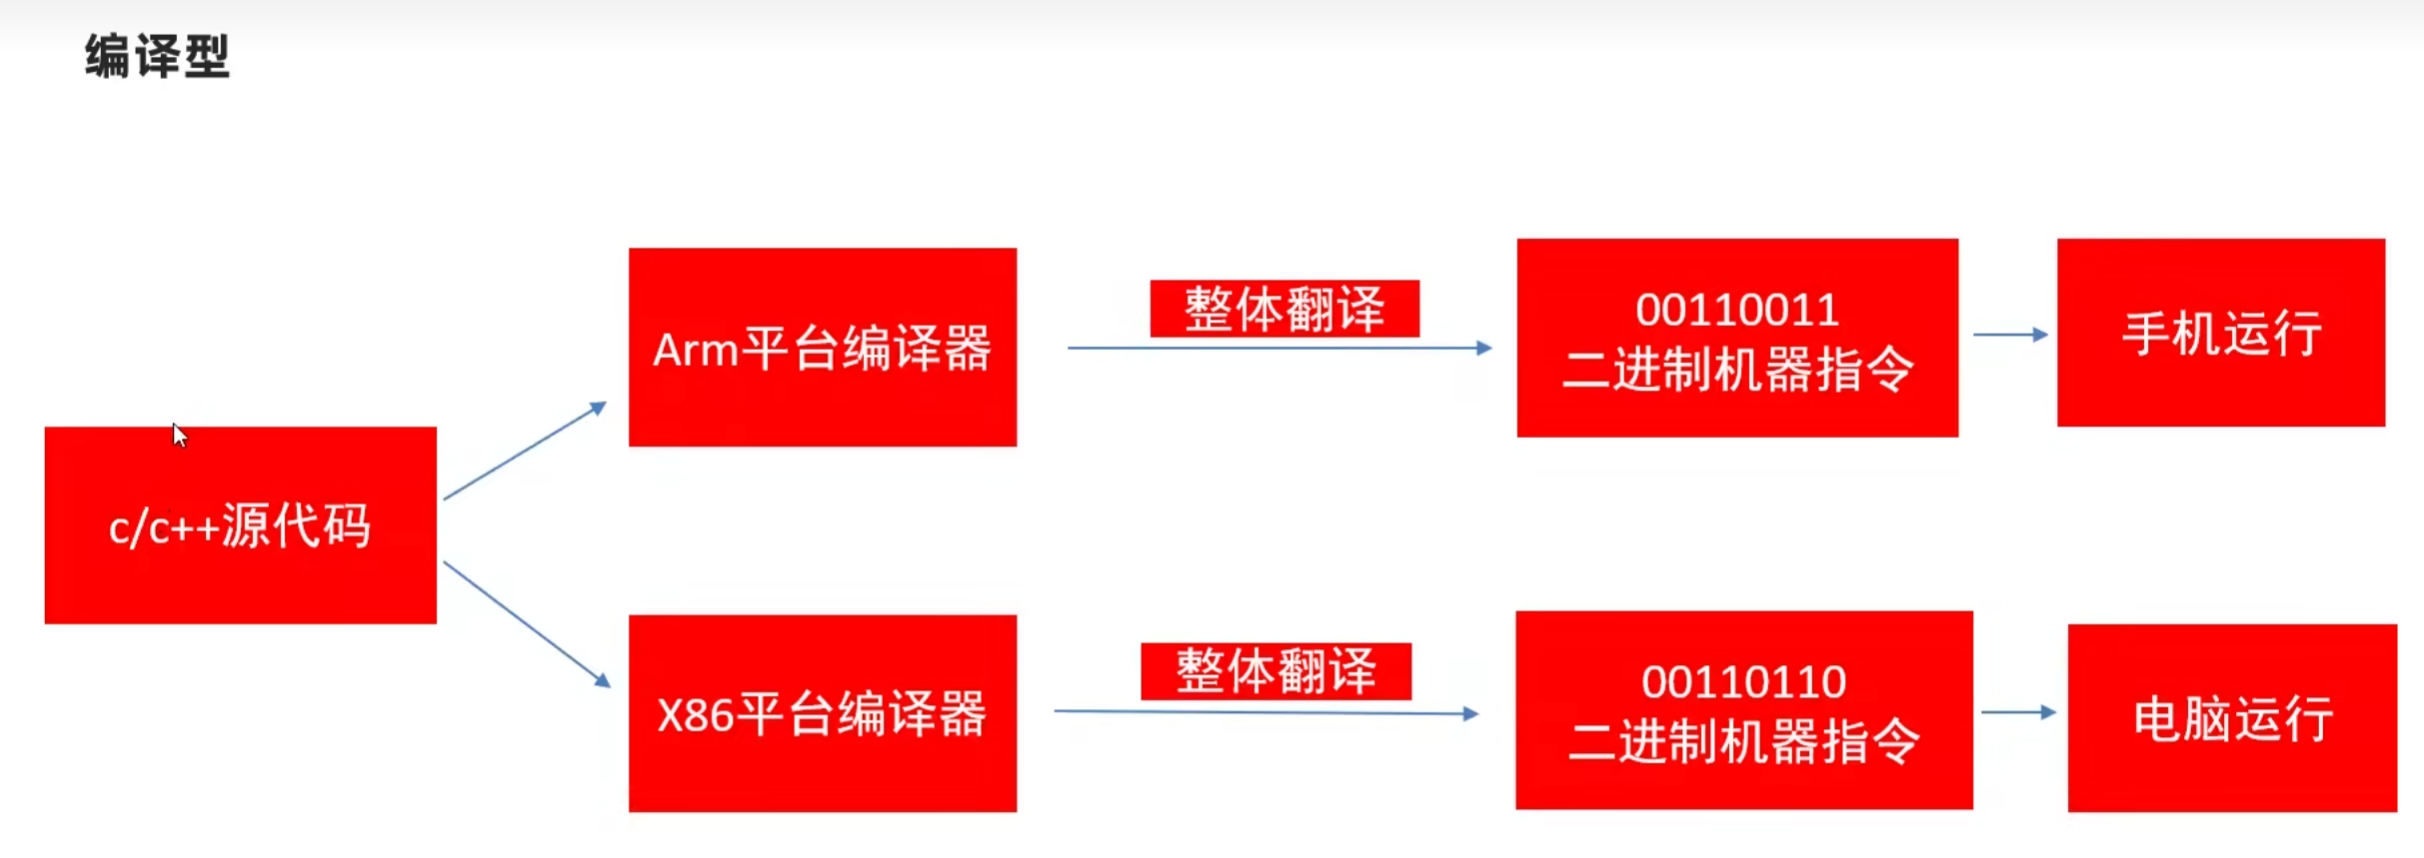 编译型
c/c++源代码
Arm平台编译器
整体翻译
00110011
二进制机器指令
手机运行
X86平台编译器
整体翻译
00110110
二进制机器指令
电脑运行